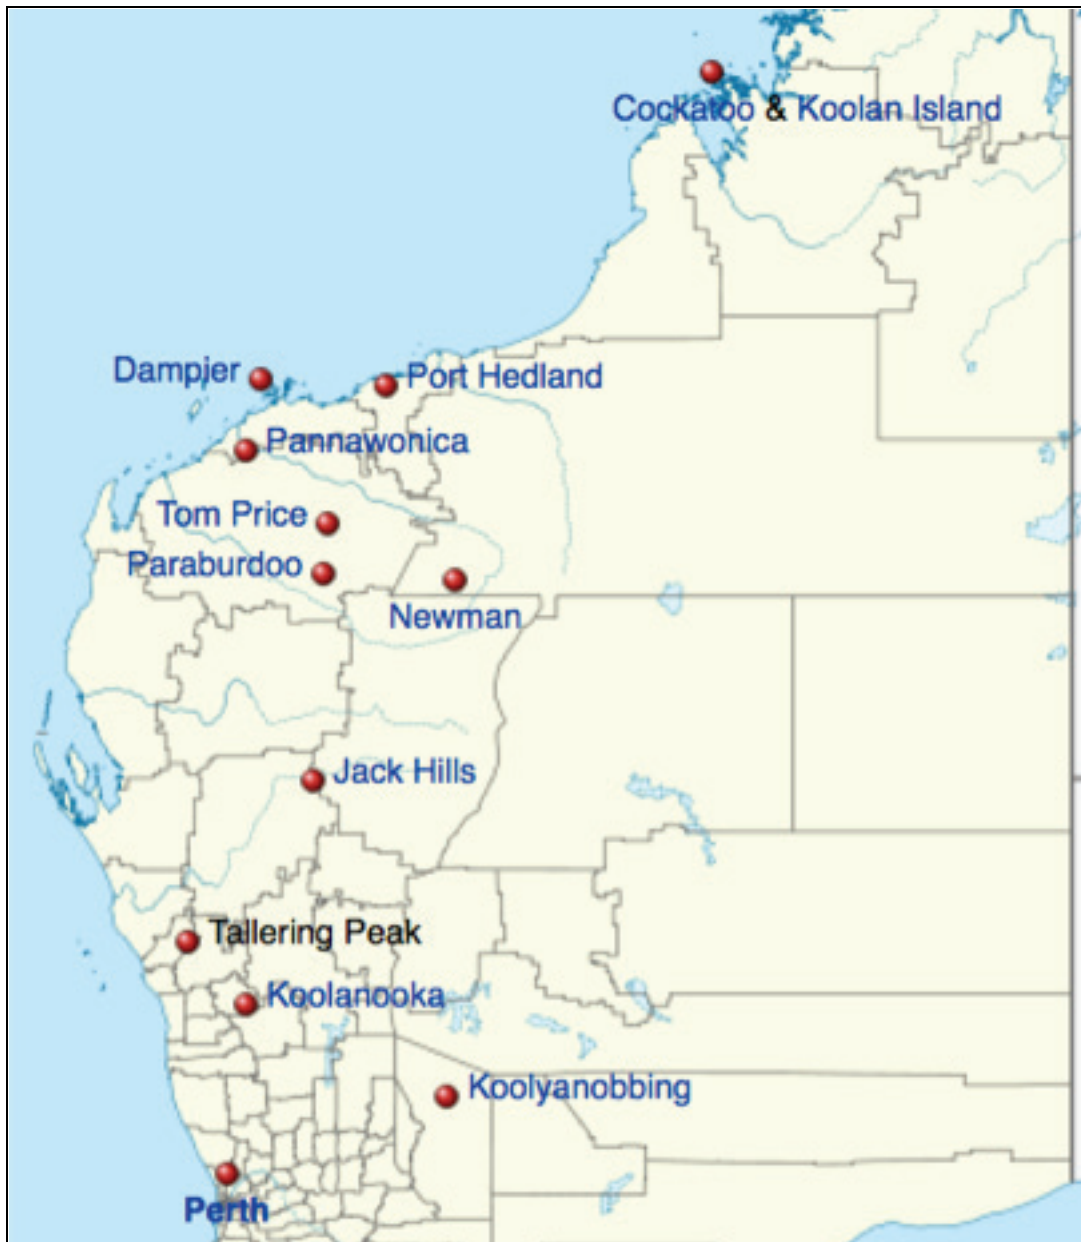 Cockatoo & Koolan Island
Dampier
Port Hedland
Pannawonica
Tom Price
Paraburdoo
Newman
Jack Hills
Tallering Peak
Koolanooka
Koolyanobbing
Perth